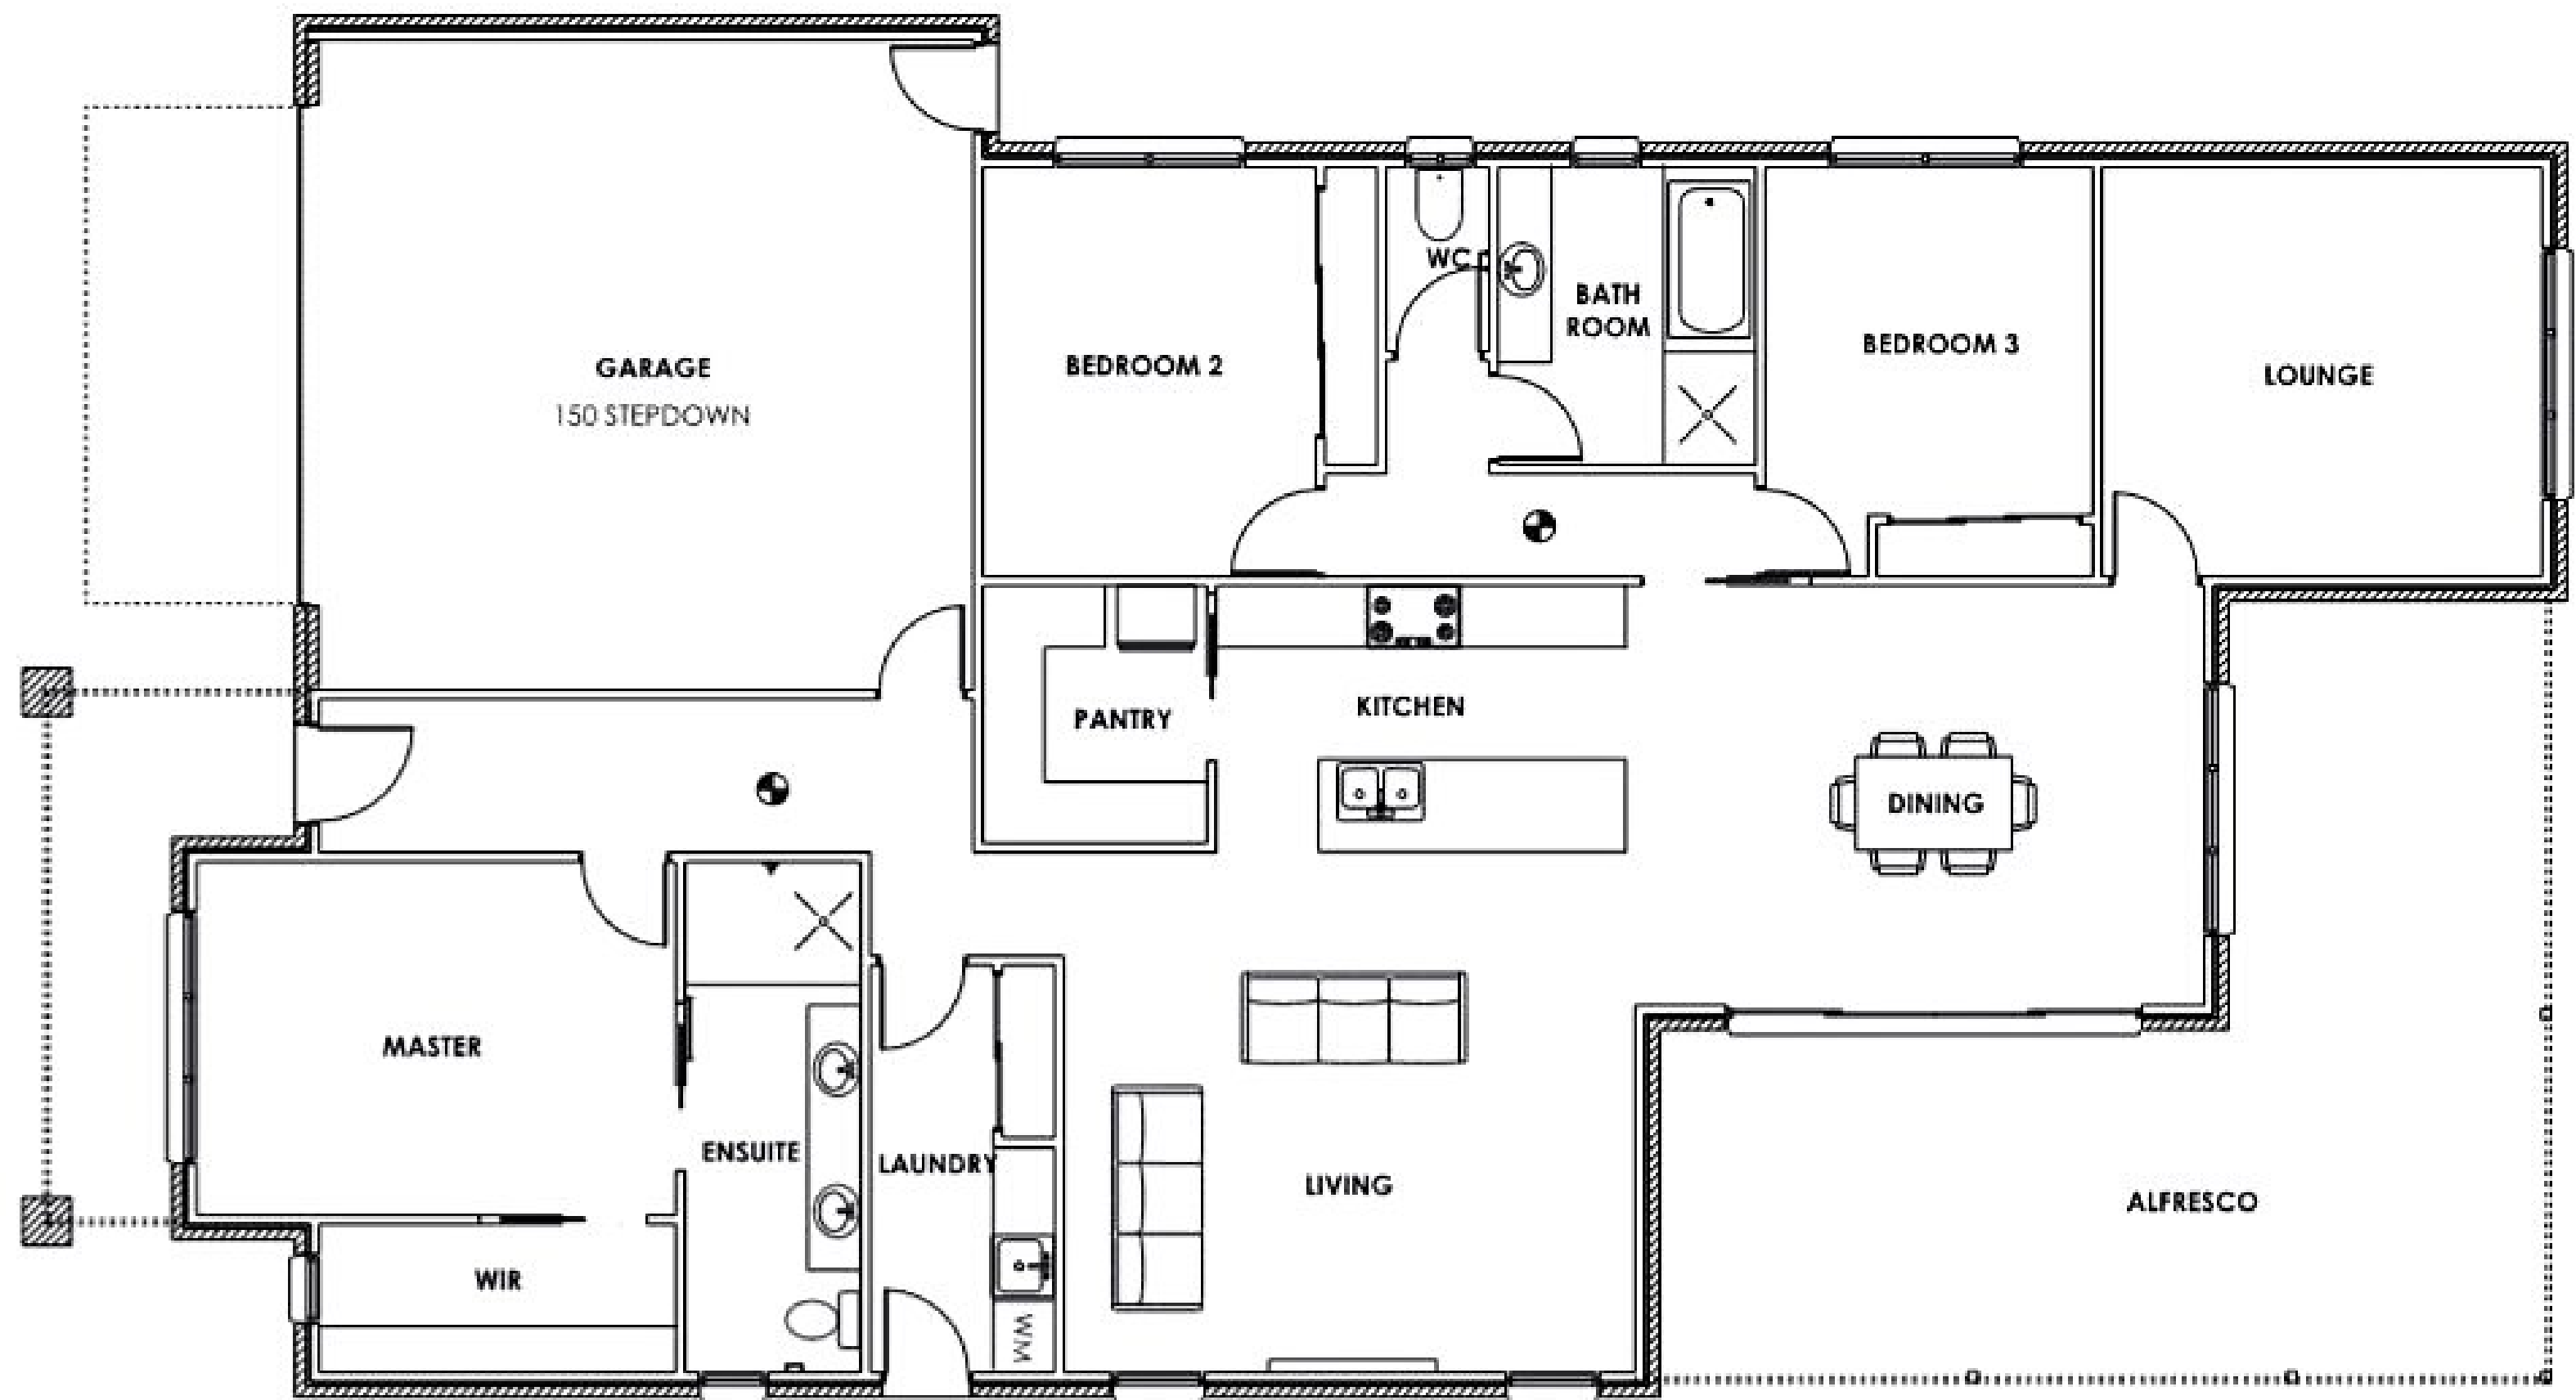 GARAGE
150 STEPDOWN
BEDROOM 2
WC
BATH
ROOM
BEDROOM 3
LOUNGE
PANTRY
KITCHEN
DINING
MASTER
ENSUITE
LAUNDRY
LIVING
ALFRESCO
WIR
WM